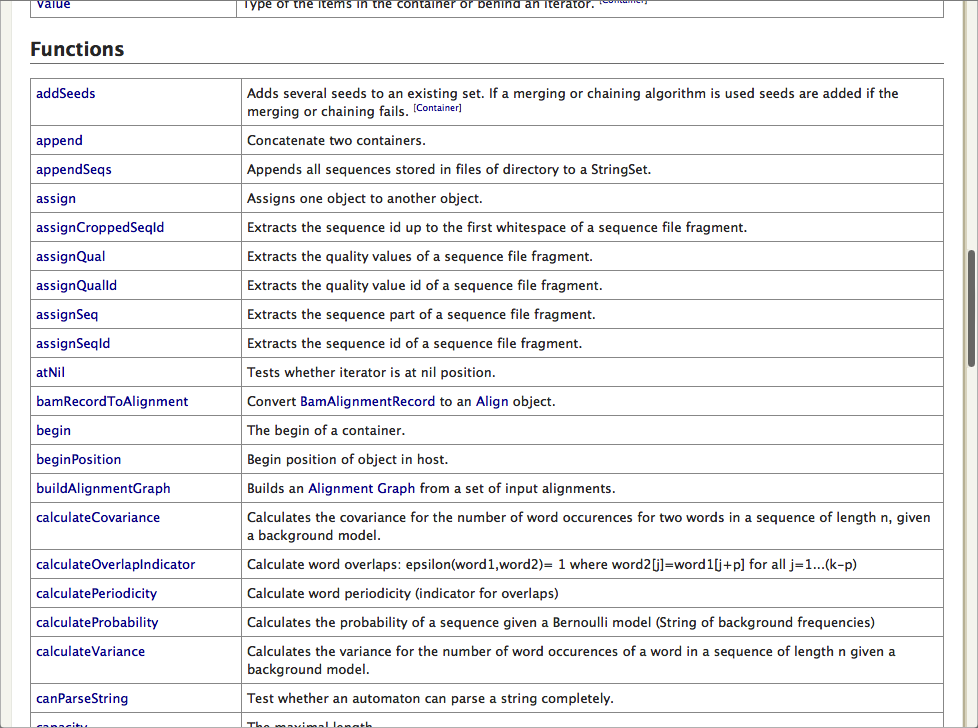 Value
Type of the items in the container or behind an iterator. [Container]
Functions
addSeeds
Adds several seeds to an existing set. If a merging or chaining algorithm is used seeds are added if the
merging or chaining fails. [Container]
append
Concatenate two containers.
appendSeqs
Appends all sequences stored in files of directory to a StringSet.
assign
Assigns one object to another object.
assignCroppedSeqId
Extracts the sequence id up to the first whitespace of a sequence file fragment.
assignQual
Extracts the quality values of a sequence file fragment.
assignQualId
Extracts the quality value id of a sequence file fragment.
assignSeq
Extracts the sequence part of a sequence file fragment.
assignSeqId
Extracts the sequence id of a sequence file fragment.
atNil
Tests whether iterator is at nil position.
bamRecordToAlignment
Convert BamAlignmentRecord to an Align object.
begin
The begin of a container.
beginPosition
Begin position of object in host.
buildAlignmentGraph
Builds an Alignment Graph from a set of input alignments.
calculateCovariance
Calculates the covariance for the number of word occurences for two words in a sequence of length n, given
a background model.
calculateOverlapIndicator
Calculate word overlaps: epsilon(word1,word2)= 1 where word2[j]=word1[j+p] for all j=1...(k-p)
calculatePeriodicity
Calculate word periodicity (indicator for overlaps)
calculateProbability
Calculates the probability of a sequence given a Bernoulli model (String of background frequencies)
calculateVariance
Calculates the variance for the number of word occurences of a word in a sequence of length n given a
background model.
canParseString
Test whether an automaton can parse a string completely.
capacity
The maximal length.